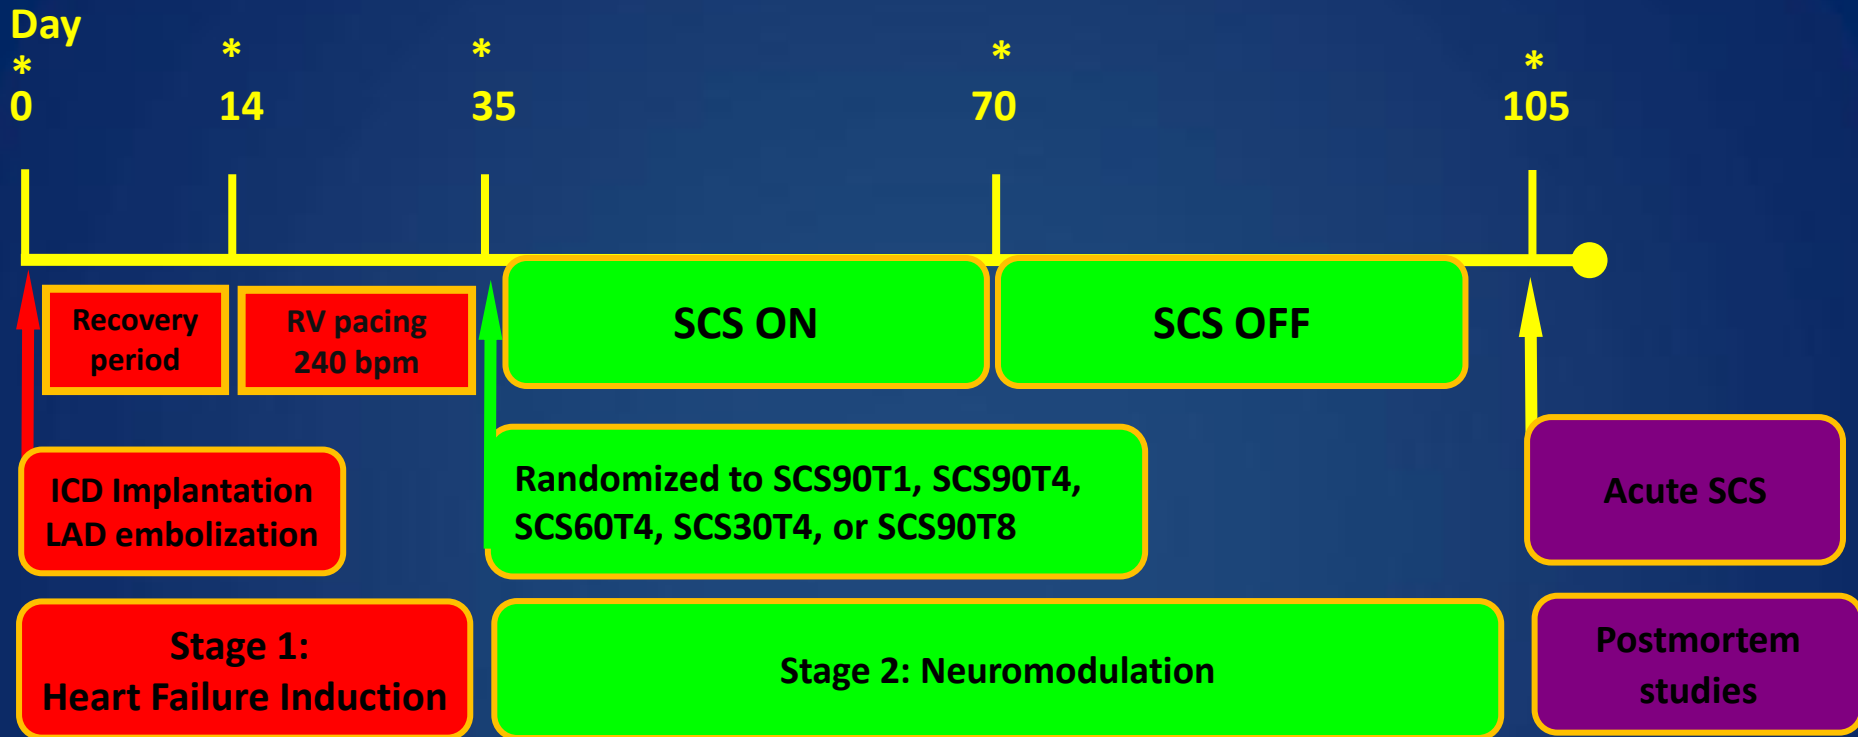 Day
* * * * *
0 14 35 70 105
Recovery
period
RV pacing
240 bpm
SCS ON
SCS OFF
ICD Implantation
LAD embolization
Randomized to SCS90T1, SCS90T4,
SCS60T4, SCS30T4, or SCS90T8
Acute SCS
Stage 1:
Heart Failure Induction
Stage 2: Neuromodulation
Postmortem
studies